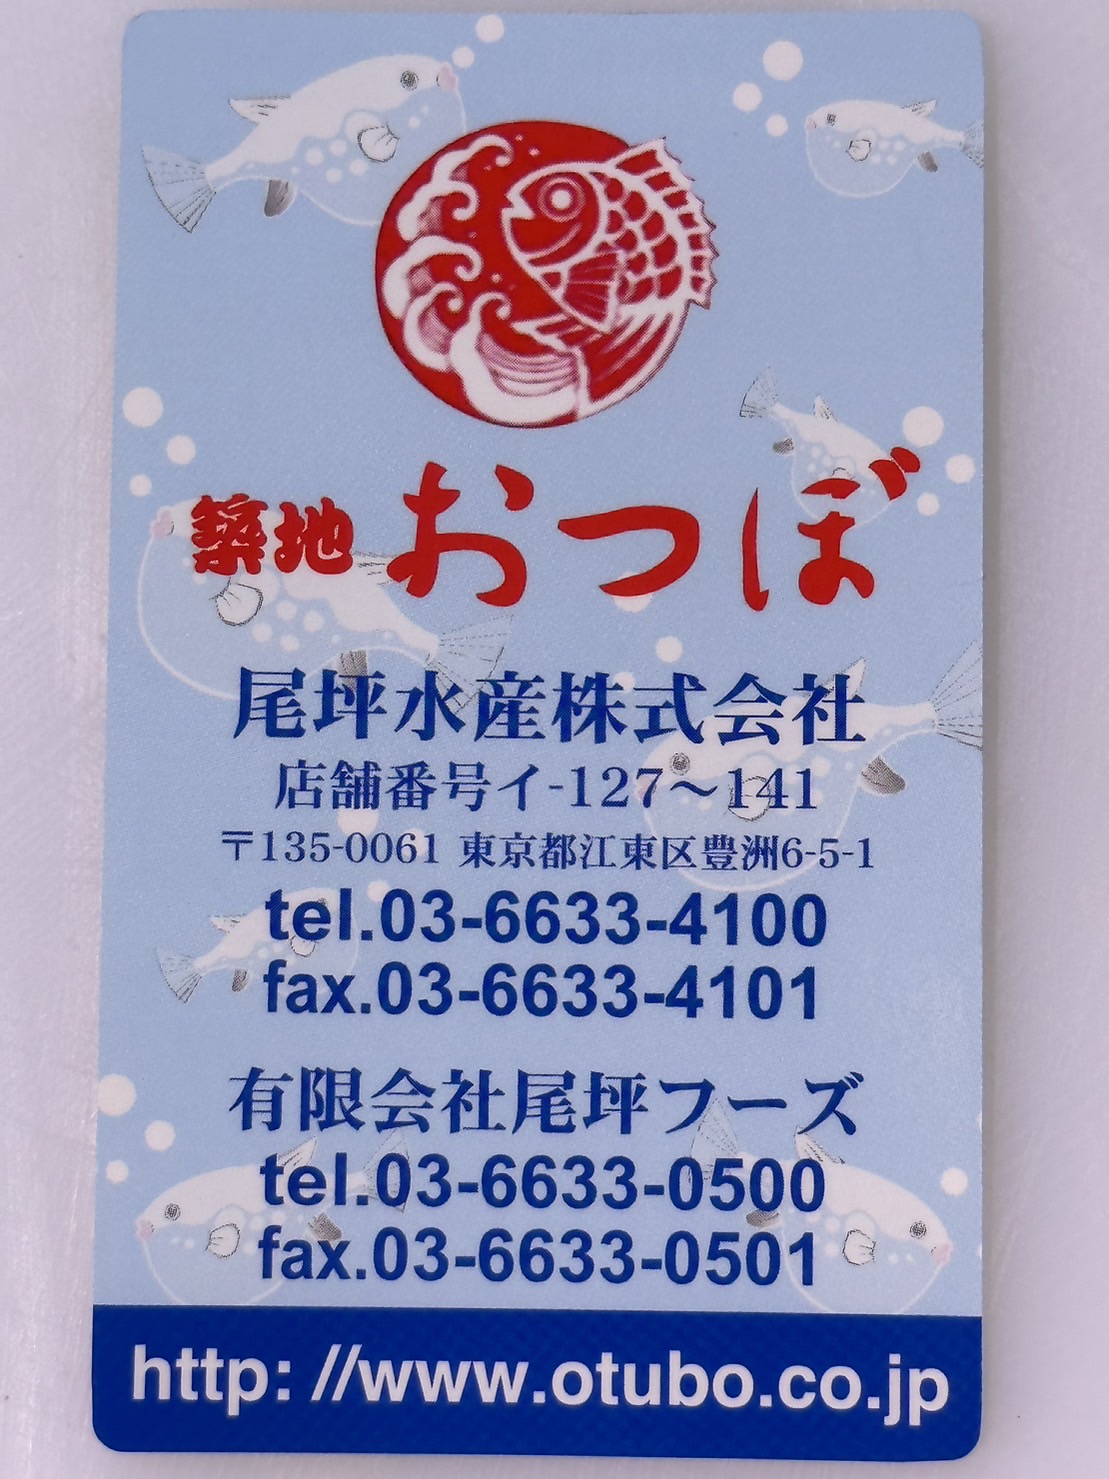 築地 おつぼ
尾坪水産株式会社
店舗番号イ-127～141
〒135-0061 東京都江東区豊洲6-5-1
tel.03-6633-4100
fax.03-6633-4101
有限会社尾坪フーズ
tel.03-6633-0500
fax.03-6633-0501
http: //www.otubo.co.jp